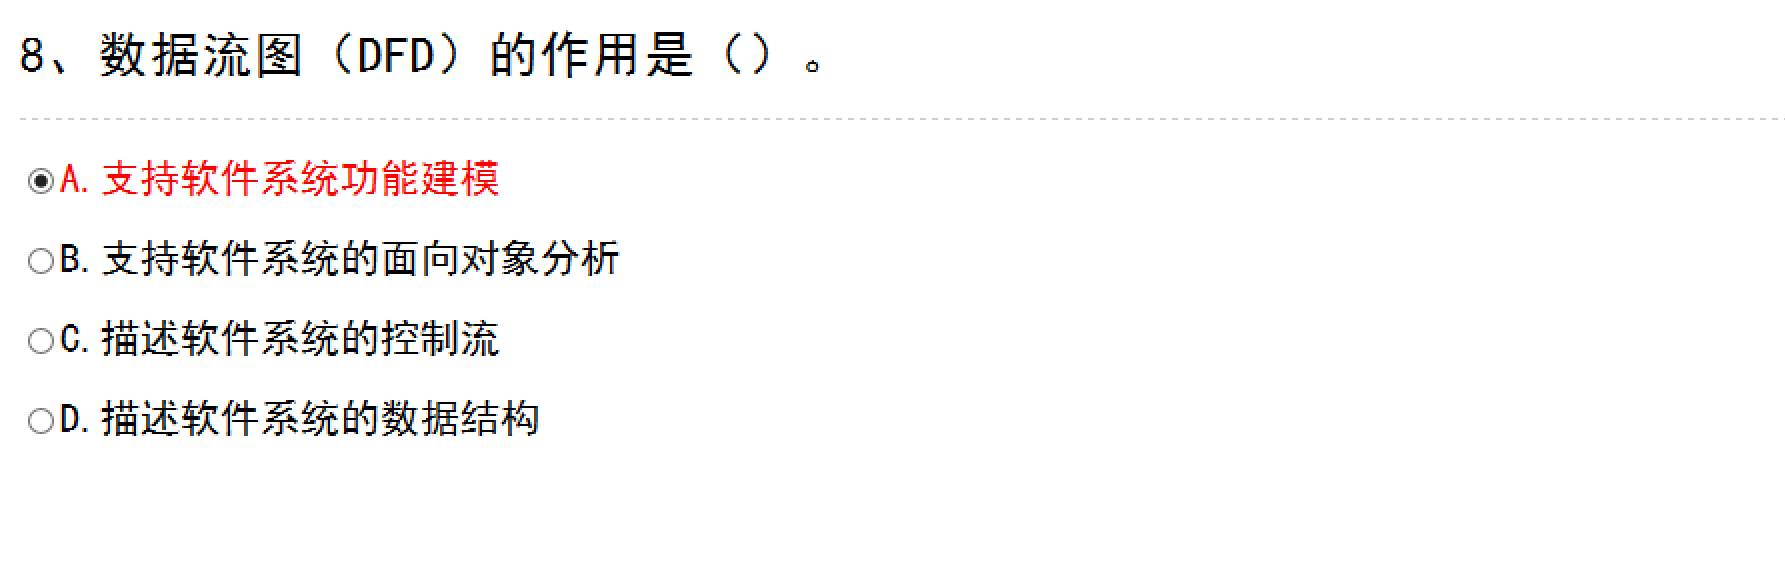 8、数据流图（DFD）的作用是（）。
A. 支持软件系统功能建模
B. 支持软件系统的面向对象分析
C. 描述软件系统的控制流
D. 描述软件系统的数据结构